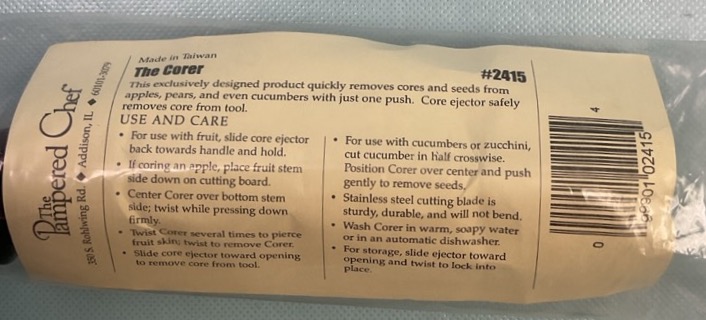 The
Pampered Chef
350 S. Rohlwing Rd. ◆ Addison, IL ◆ 60101-3079
Made in Taiwan
The Corer
#2415
This exclusively designed product quickly removes cores and seeds from
apples, pears, and even cucumbers with just one push. Core ejector safely
removes core from tool.
USE AND CARE
• For use with fruit, slide core ejector
back towards handle and hold.
• If coring an apple, place fruit stem
side down on cutting board.
• Center Corer over bottom stem
side; twist while pressing down
firmly.
• Twist Corer several times to pierce
fruit skin; twist to remove Corer.
• Slide core ejector toward opening
to remove core from tool.
• For use with cucumbers or zucchini,
cut cucumber in half crosswise.
Position Corer over center and push
gently to remove seeds.
• Stainless steel cutting blade is
sturdy, durable, and will not bend.
• Wash Corer in warm, soapy water
or in an automatic dishwasher.
• For storage, slide ejector toward
opening and twist to lock into
place.
0
02415
4